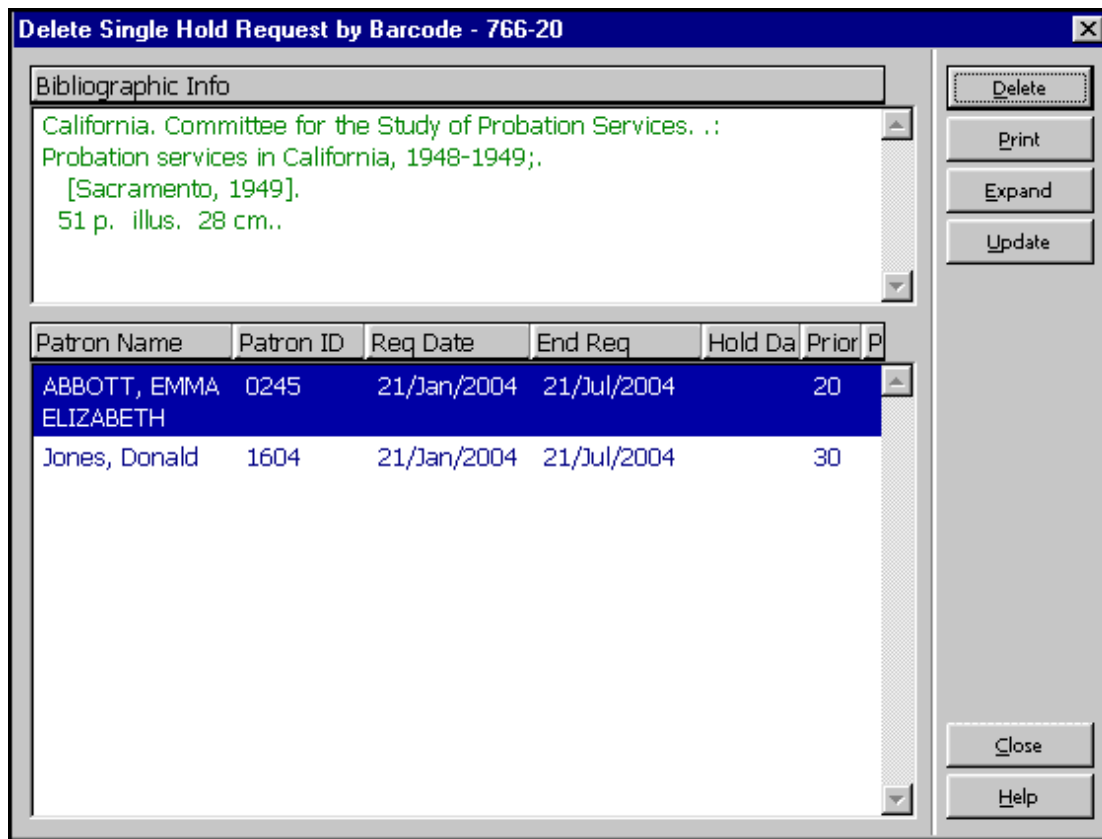 Delete Single Hold Request by Barcode - 766-20
Bibliographic Info
California. Committee for the Study of Probation Services. .:
Probation services in California, 1948-1949;.
[Sacramento, 1949].
51 p. illus. 28 cm..
Delete
Print
Expand
Update
Patron Name Patron ID Req Date End Req Hold Da Prior P
ABBOTT, EMMA ELIZABETH 0245 21/Jan/2004 21/Jul/2004 20
Jones, Donald 1604 21/Jan/2004 21/Jul/2004 30
Close
Help